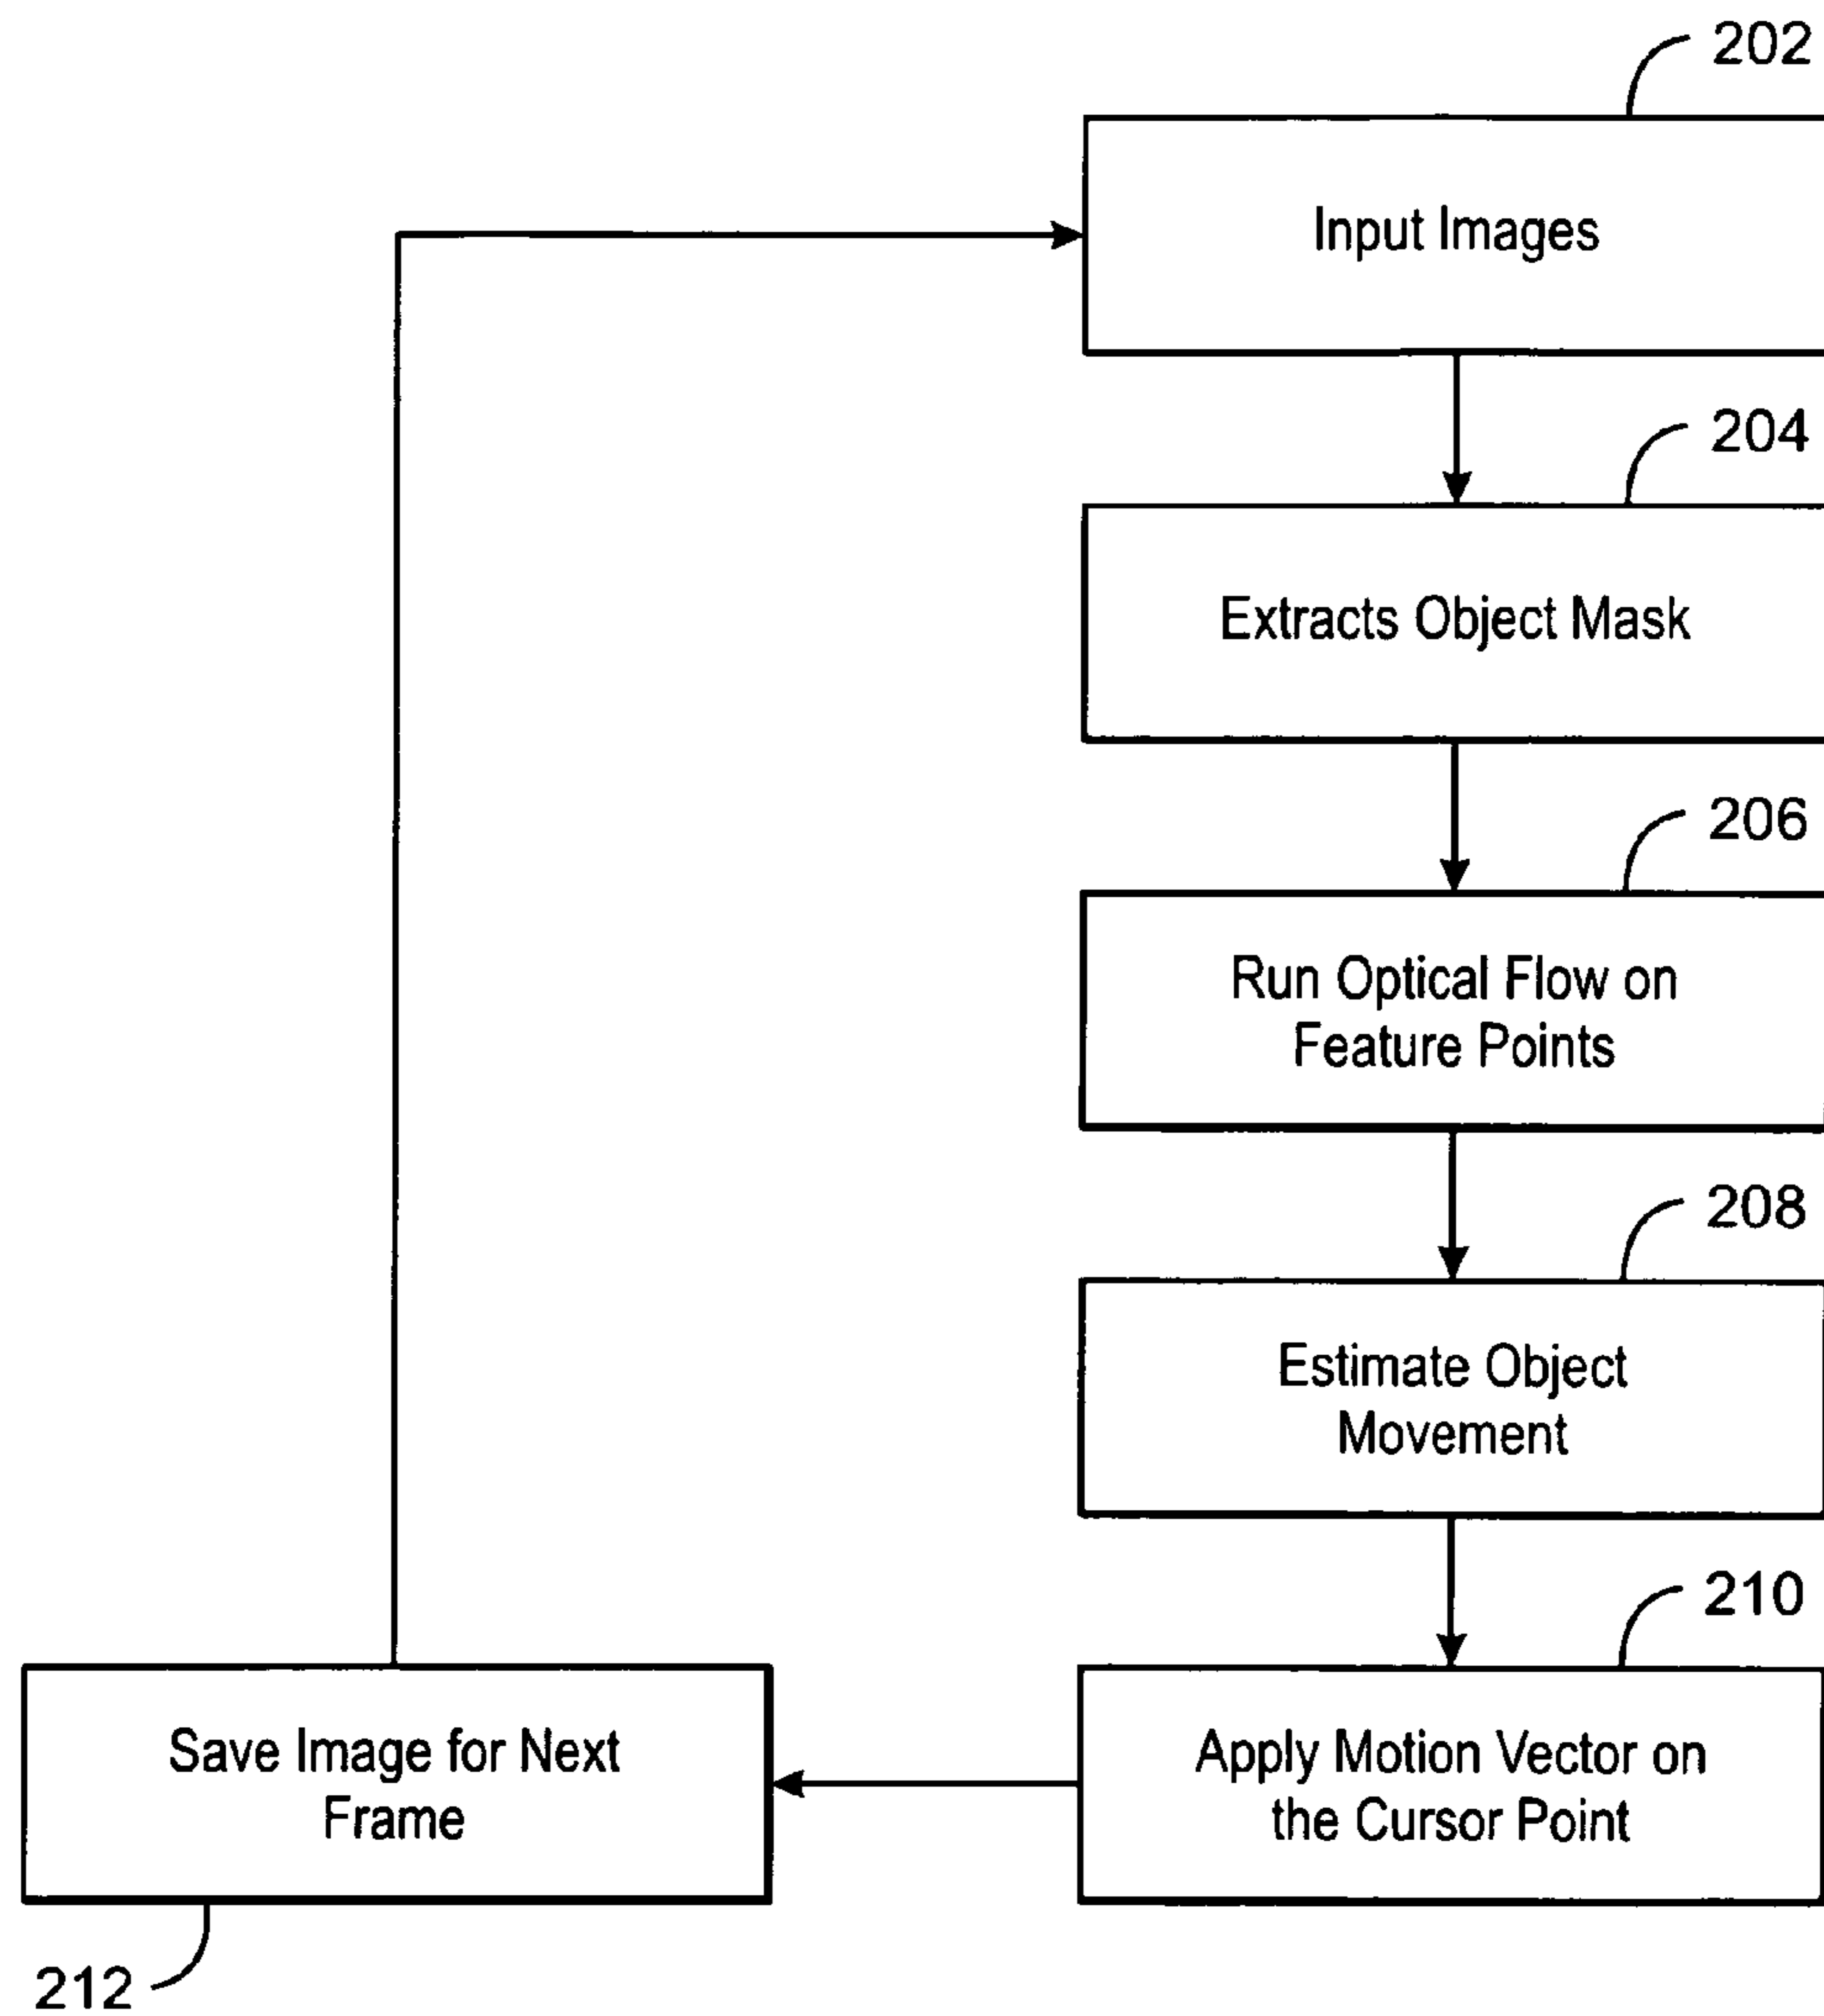 202
Input Images
204
Extracts Object Mask
206
Run Optical Flow on
Feature Points
208
Estimate Object
Movement
210
Apply Motion Vector on
the Cursor Point
Save Image for Next
Frame
212